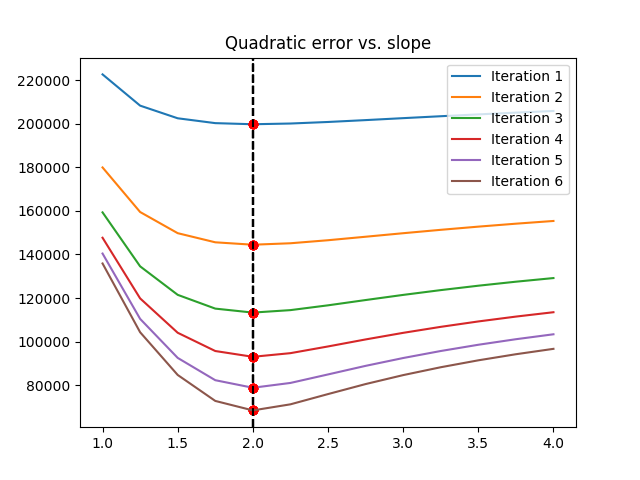 Quadratic error vs. slope
220000
200000
180000
160000
140000
120000
100000
80000
1.0 1.5 2.0 2.5 3.0 3.5 4.0
Iteration 1
Iteration 2
Iteration 3
Iteration 4
Iteration 5
Iteration 6